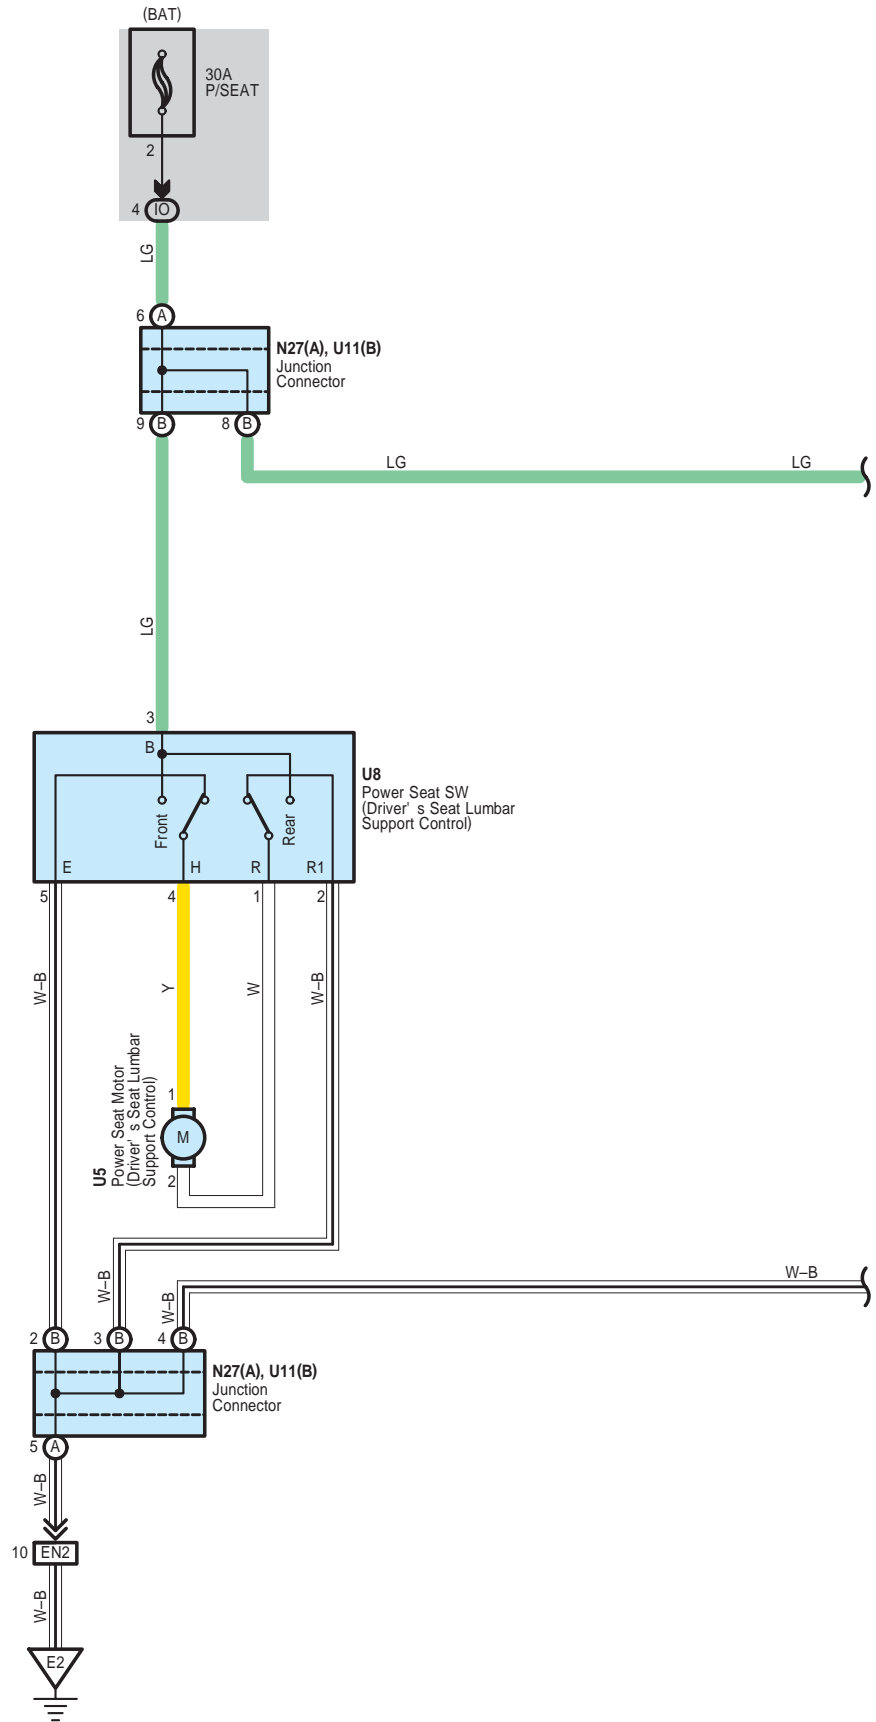 (BAT)
30A
P/SEAT
2
4 IO
LG
6 A
N27(A), U11(B)
Junction
Connector
9 B 8 B
LG LG
LG
3
B
U8
Power Seat SW
(Driver' s Seat Lumbar
Support Control)
Front Rear
E H R R1
5 4 1 2
W–B Y W W–B
1
U5
Power Seat Motor
(Driver' s Seat Lumbar
Support Control)
M
2
W–B
W–B
W–B
2 B 3 B 4 B
N27(A), U11(B)
Junction
Connector
5 A
W–B
10 EN2
W–B
E2